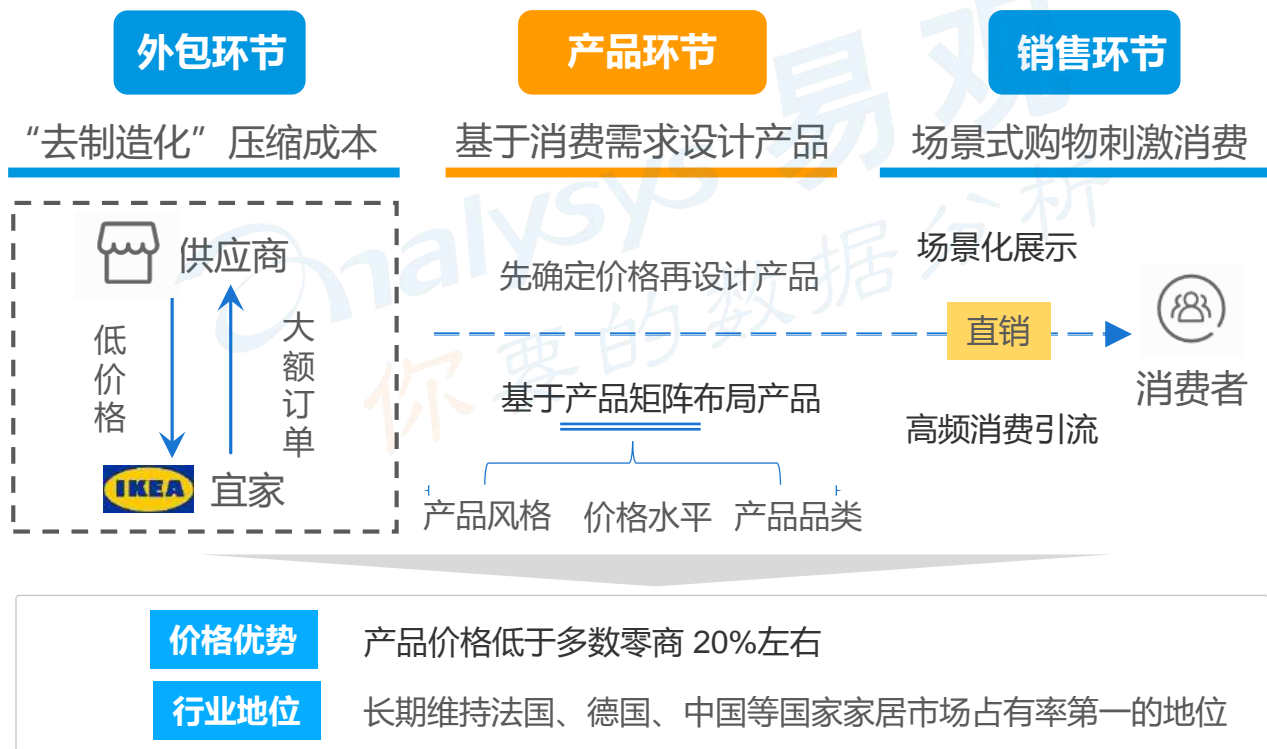 外包环节
产品环节
销售环节
“去制造化”压缩成本
基于消费需求设计产品
场景式购物刺激消费
供应商
低价格
大额订单
IKEA 宜家
先确定价格再设计产品
基于产品矩阵布局产品
产品风格 价格水平 产品品类
场景化展示
直销
高频消费引流
消费者
价格优势 产品价格低于多数零商 20%左右
行业地位 长期维持法国、德国、中国等国家家居市场占有率第一的地位
analysys 易观
你要的数据分析